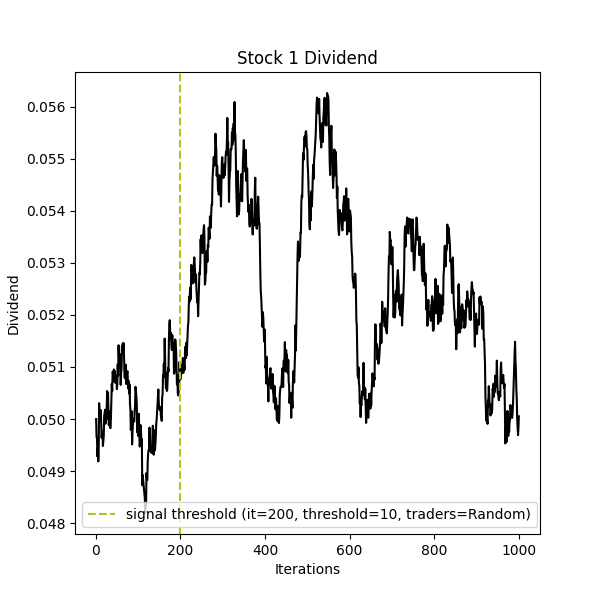 Stock 1 Dividend
Dividend
0.056
0.055
0.054
0.053
0.052
0.051
0.050
0.049
0.048
signal threshold (it=200, threshold=10, traders=Random)
0 200 400 600 800 1000
Iterations